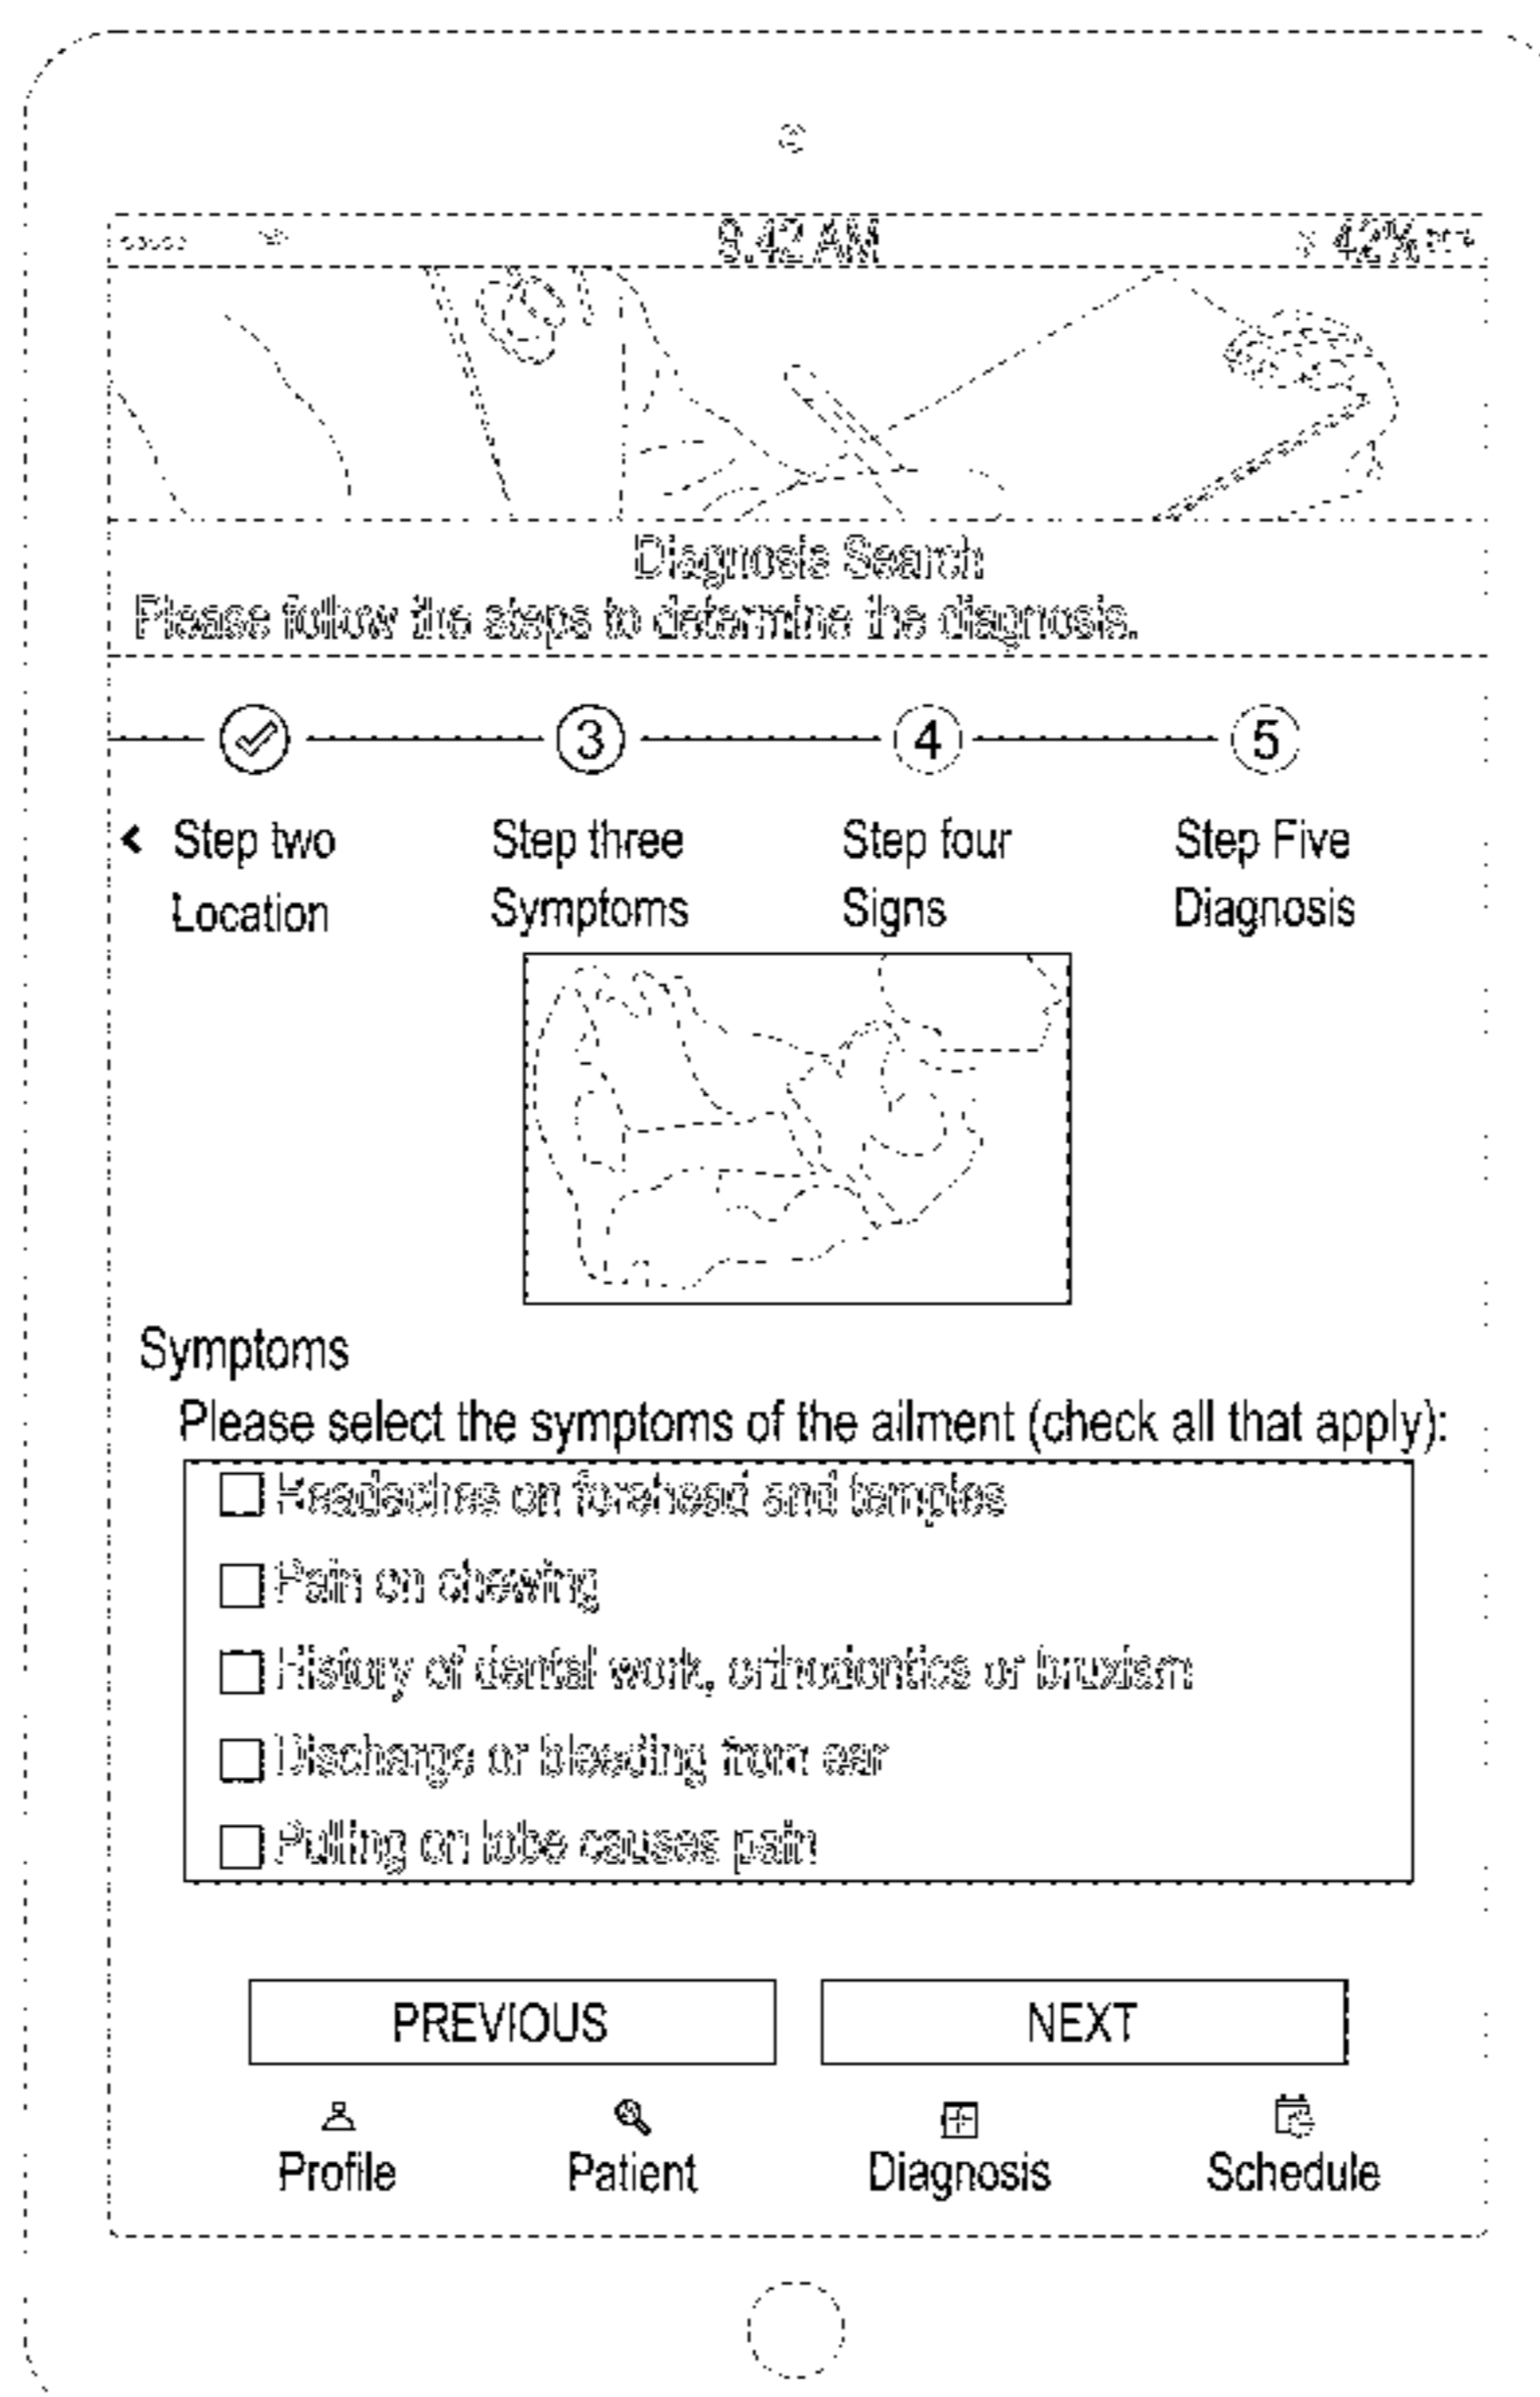 9:42 AM 42%
Diagnosis Search
Please follow the steps to determine the diagnosis.
3 4 5
Step two Step three Step four Step Five
Location Symptoms Signs Diagnosis
Symptoms
Please select the symptoms of the ailment (check all that apply):
Headaches on forehead and temples
Pain on chewing
History of dental work, orthodontics or bruxism
Discharge or bleeding from ear
Pulling on lobe causes pain
PREVIOUS NEXT
Profile Patient Diagnosis Schedule